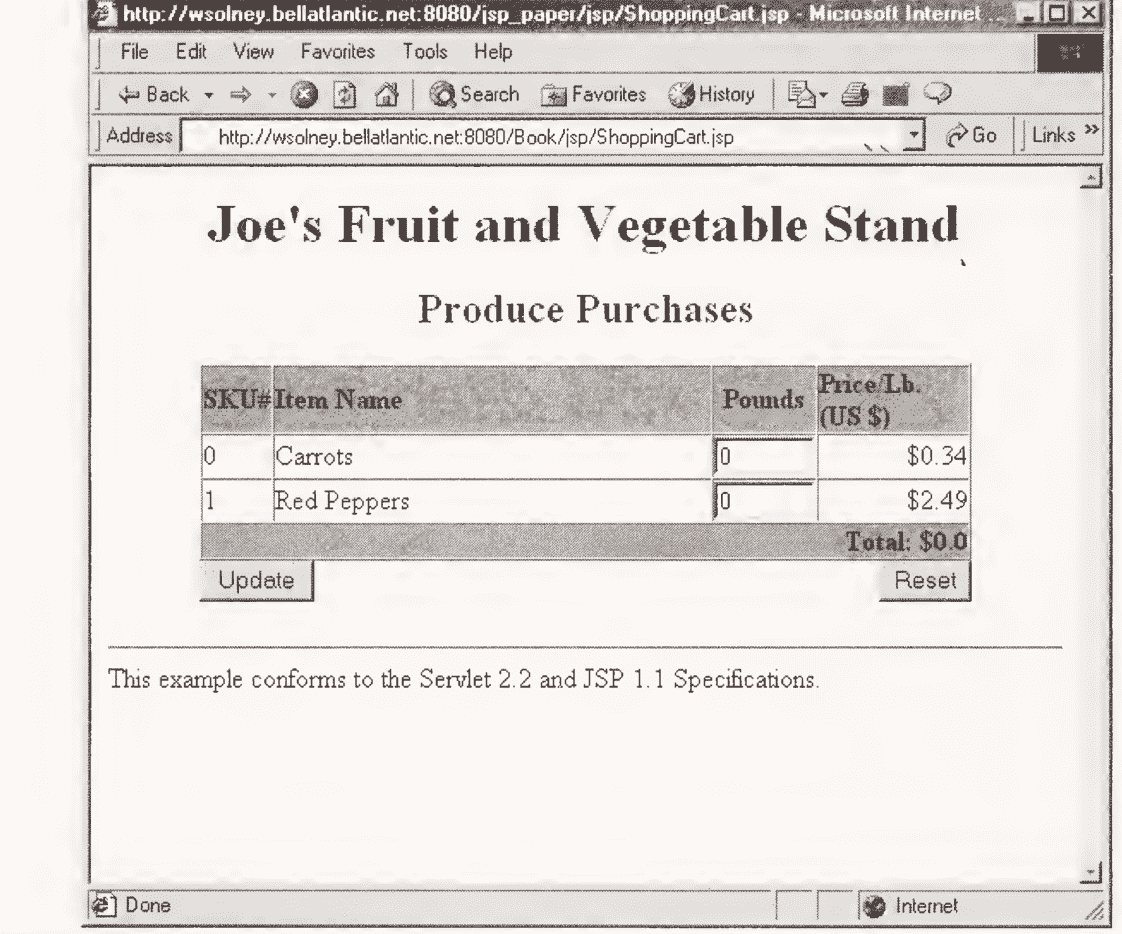 http://wsolney.bellatlantic.net:8080/jsp_paper/jsp/ShoppingCart.jsp - Microsoft Internet ...
File Edit View Favorites Tools Help
Back Search Favorites History
Address http://wsolney.bellatlantic.net:8080/Book/jsp/ShoppingCart.jsp Go Links »
Joe's Fruit and Vegetable Stand
Produce Purchases
SKU# Item Name Pounds Price/Lb. (US $)
0 Carrots 0 $0.34
1 Red Peppers 0 $2.49
Total: $0.0
Update Reset
This example conforms to the Servlet 2.2 and JSP 1.1 Specifications.
Done Internet